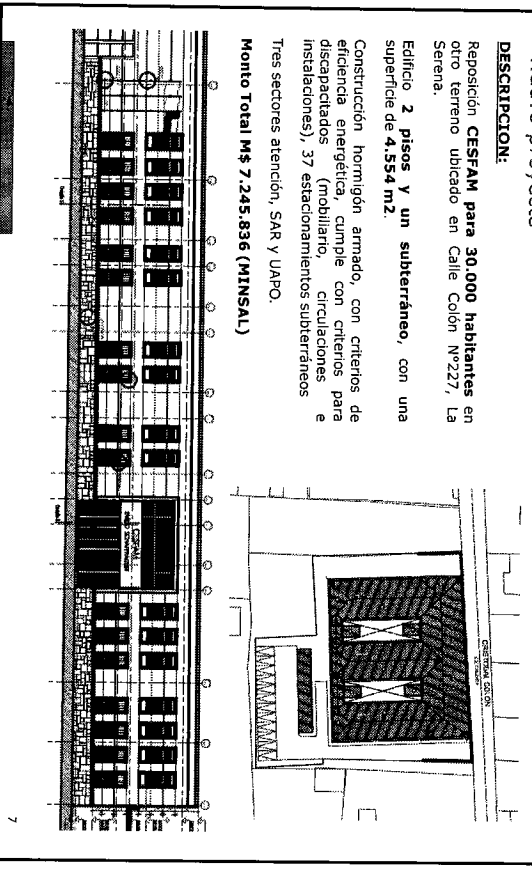 DESCRIPCION:
Reposición CESFAM para 30.000 habitantes en
otro terreno ubicado en Calle Colón N°227, La
Serena.
Edificio 2 pisos y un subterráneo, con una
superficie de 4.554 m2.
Construcción hormigón armado, con criterios de
eficiencia energética, cumple con criterios para
discapacitados (mobiliario, circulaciones e
instalaciones), 37 estacionamientos subterráneos
Tres sectores atención, SAR y UAPO.
Monto Total M$ 7.245.836 (MINSAL)
CRISTOBAL COLON
CESFAM
7